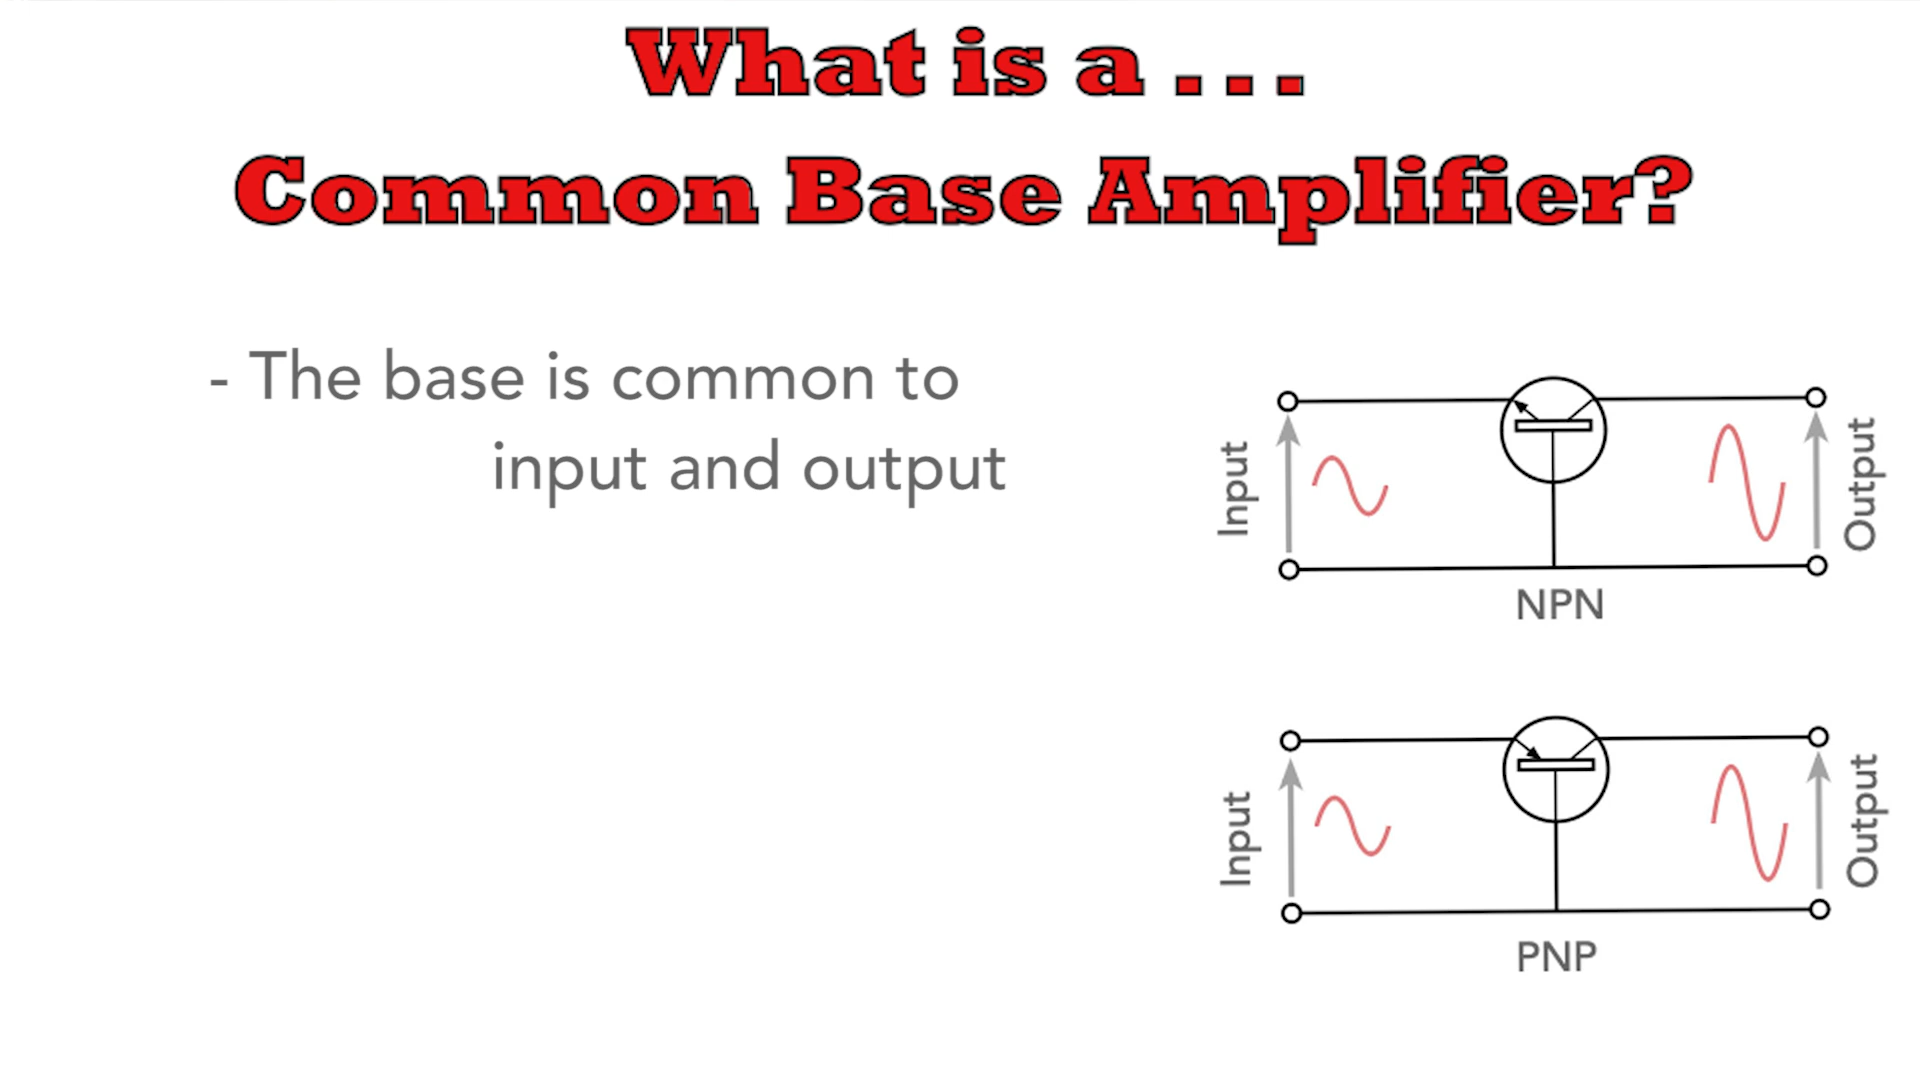 What is a . . .
Common Base Amplifier?
- The base is common to
input and output
Input
Output
NPN
Input
Output
PNP